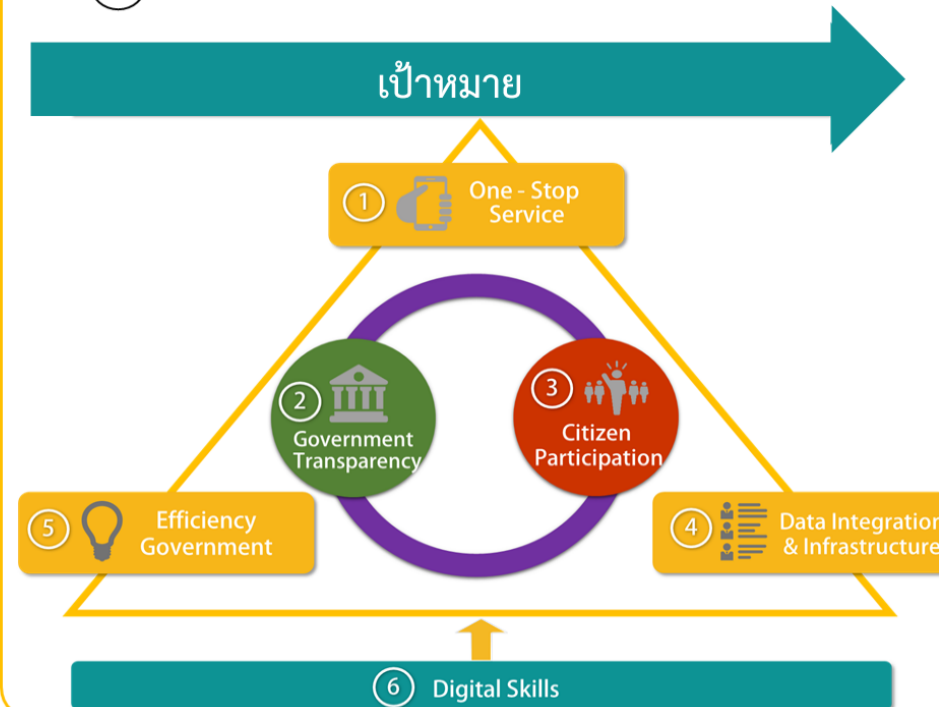 เป้าหมาย
1
One - Stop
Service
2
Government
Transparency
3
Citizen
Participation
5
Efficiency
Government
4
Data Integration
& Infrastructure
6 Digital Skills